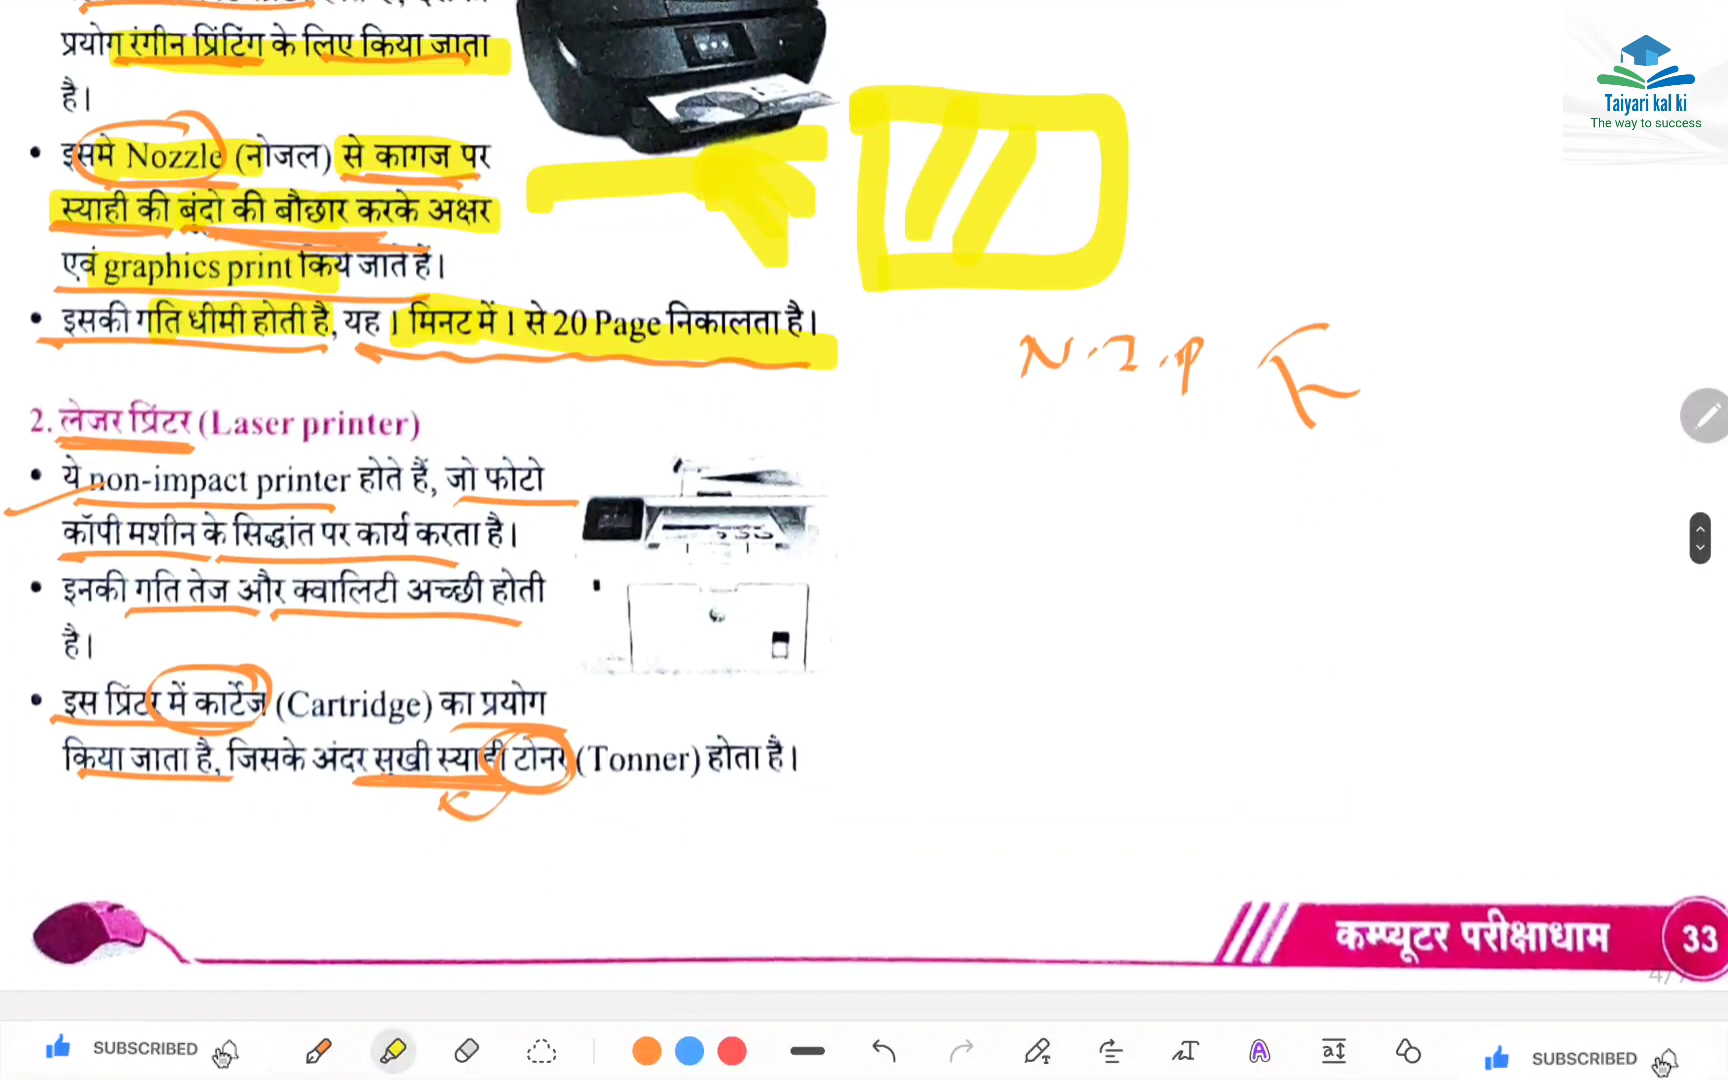 प्रयोग रंगीन प्रिंटिंग के लिए किया जाता
है।
• इसमे Nozzle (नोजल) से कागज पर
स्याही की बूंदो की बौछार करके अक्षर
एवं graphics print किये जाते हैं।
• इसकी गति धीमी होती है, यह 1 मिनट में 1 से 20 Page निकालता है।
N.I.P
2. लेजर प्रिंटर (Laser printer)
• ये non-impact printer होते हैं, जो फोटो
कॉपी मशीन के सिद्धांत पर कार्य करता है।
• इनकी गति तेज और क्वालिटी अच्छी होती
है।
• इस प्रिंटर में कार्टेज (Cartridge) का प्रयोग
किया जाता है, जिसके अंदर सुखी स्याही टोनर (Tonner) होता है।
Taiyari kal ki
The way to success
कम्प्यूटर परीक्षाधाम 33
SUBSCRIBED
SUBSCRIBED